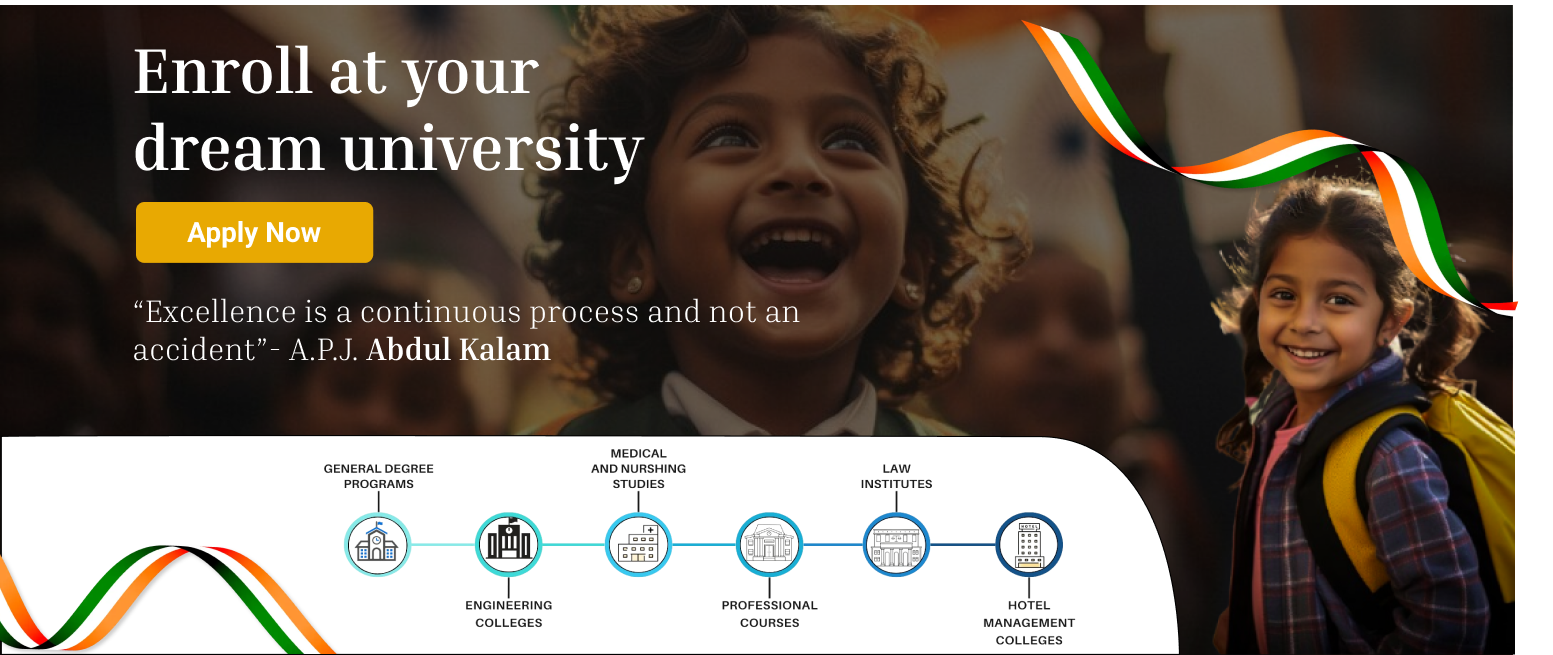 Enroll at your
dream university
Apply Now
“Excellence is a continuous process and not an
accident”- A.P.J. Abdul Kalam
GENERAL DEGREE
PROGRAMS
ENGINEERING
COLLEGES
MEDICAL
AND NURSHING
STUDIES
PROFESSIONAL
COURSES
LAW
INSTITUTES
HOTEL
HOTEL
MANAGEMENT
COLLEGES